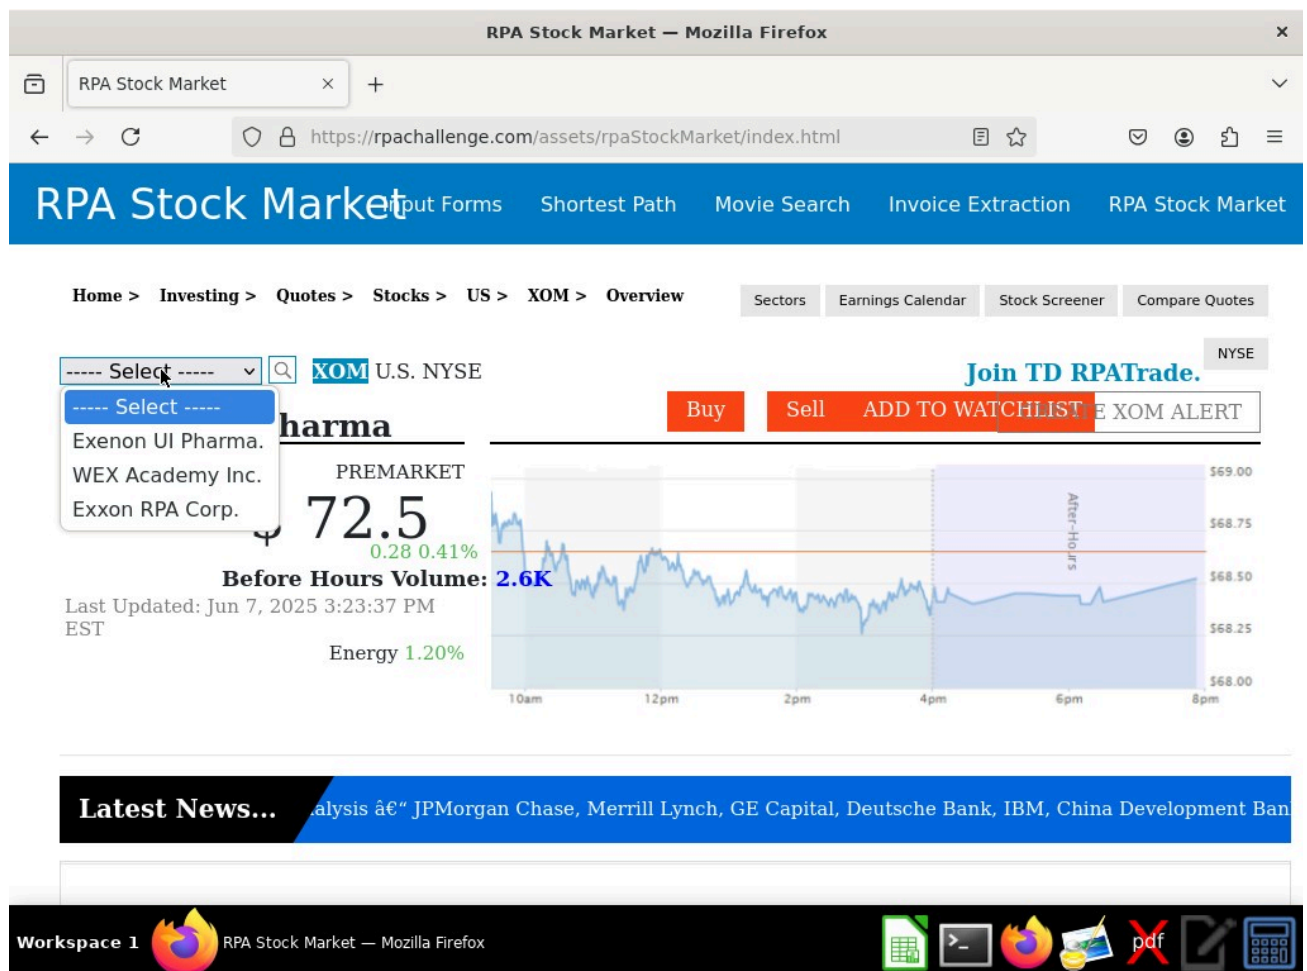 RPA Stock Market — Mozilla Firefox
RPA Stock Market
https://rpachallenge.com/assets/rpaStockMarket/index.html
RPA Stock Market
Forms Shortest Path Movie Search Invoice Extraction RPA Stock Market
Home > Investing > Quotes > Stocks > US > XOM > Overview
Sectors Earnings Calendar Stock Screener Compare Quotes
NYSE
----- Select -----
XOM U.S. NYSE
Join TD RPATrade.
----- Select -----
Exenon UI Pharma.
WEX Academy Inc.
Exxon RPA Corp.
harma
Buy Sell ADD TO WATCHLIST XOM ALERT
PREMARKET
$ 72.5
0.28 0.41%
Before Hours Volume: 2.6K
Last Updated: Jun 7, 2025 3:23:37 PM
EST
Energy 1.20%
After-Hours
$69.00
$68.75
$68.50
$68.25
$68.00
10am 12pm 2pm 4pm 6pm 8pm
Latest News...
alysis â€“ JPMorgan Chase, Merrill Lynch, GE Capital, Deutsche Bank, IBM, China Development Ban
Workspace 1 RPA Stock Market — Mozilla Firefox
>_
pdf